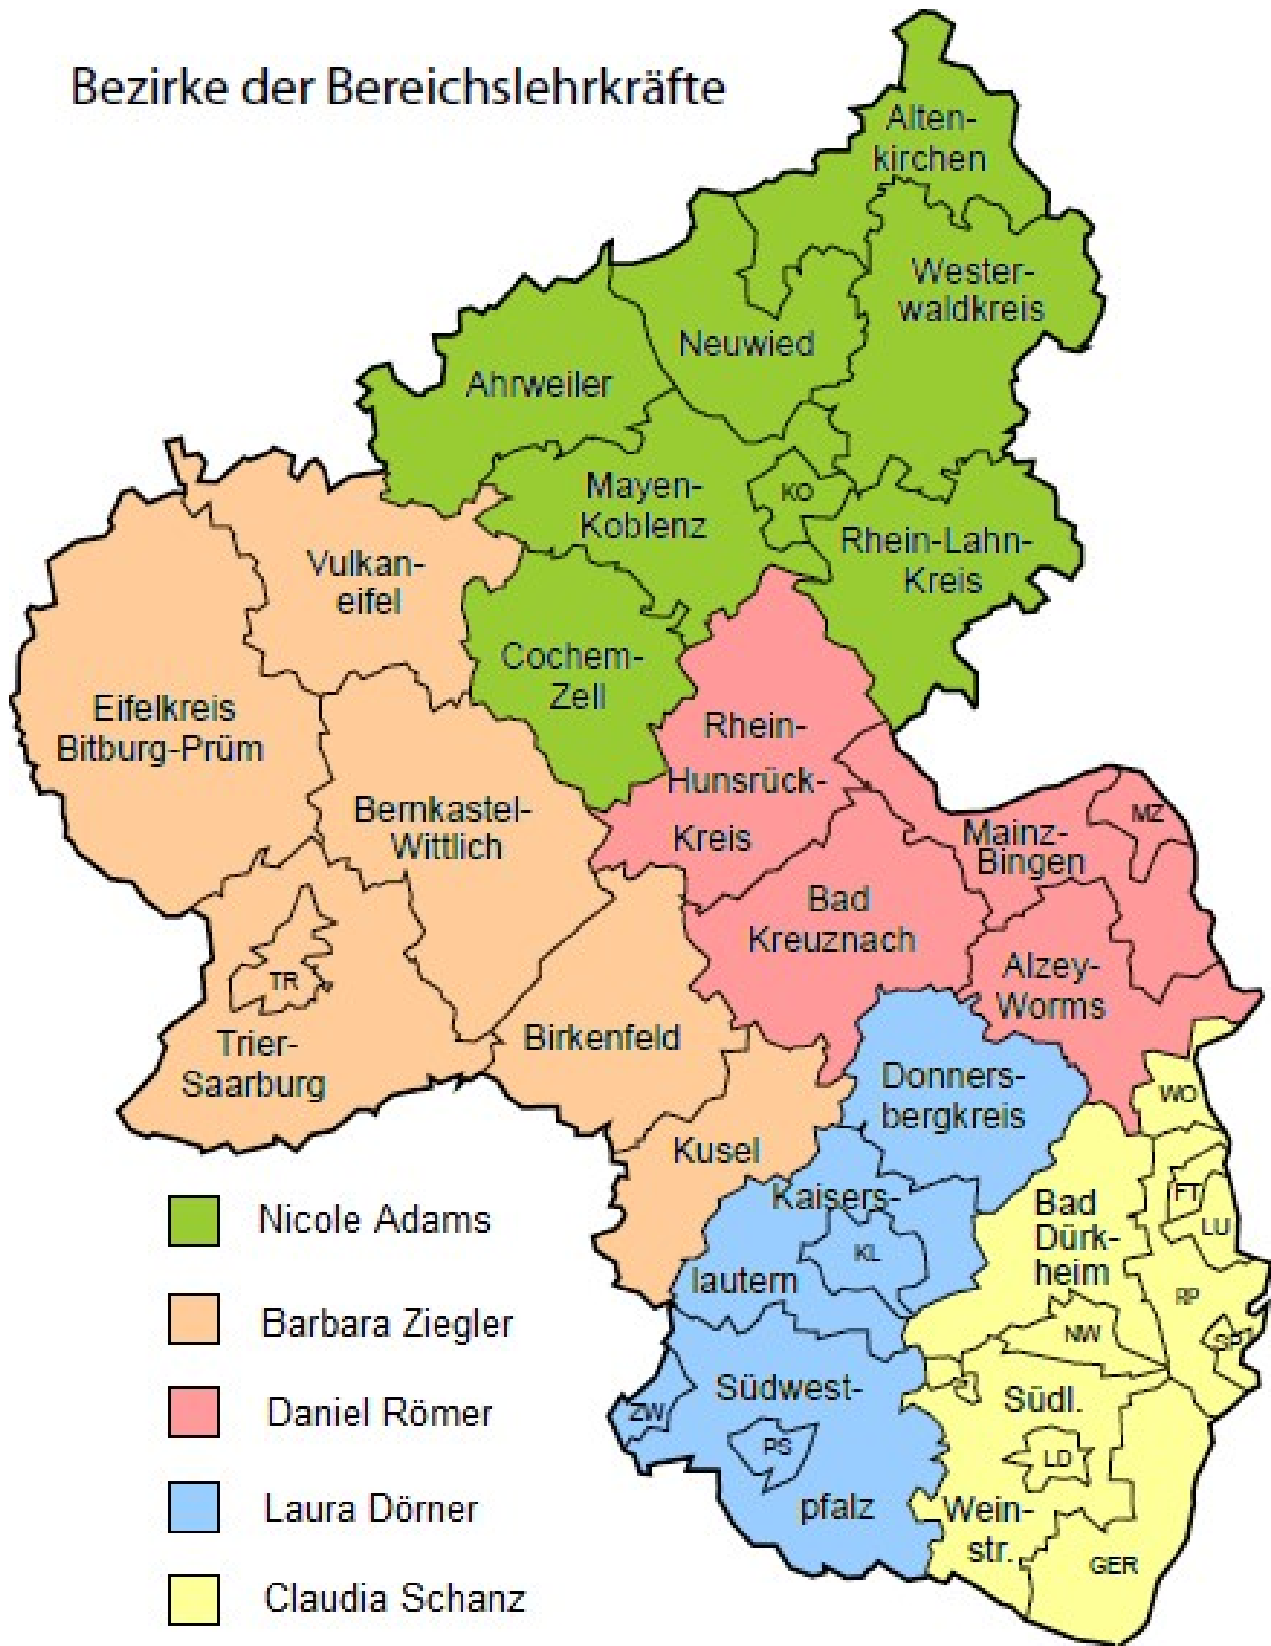 Bezirke der Bereichslehrkräfte
Alten-
kirchen
Wester-
waldkreis
Neuwied
Ahrweiler
Mayen-
Koblenz
KO
Rhein-Lahn-
Kreis
Vulkan-
eifel
Cochem-
Zell
Eifelkreis
Bitburg-Prüm
Rhein-
Hunsrück-
Kreis
Bernkastel-
Wittlich
MZ
Mainz-
Bingen
Bad
Kreuznach
Alzey-
Worms
TR
Trier-
Saarburg
Birkenfeld
Donners-
bergkreis
WO
Kusel
Kaisers-
lautern
KL
Bad
Dürk-
heim
FT
LU
RP
SP
NW
Südwest-
pfalz
ZW
PS
Südl.
LD
Wein-
str.
GER
Nicole Adams
Barbara Ziegler
Daniel Römer
Laura Dörner
Claudia Schanz